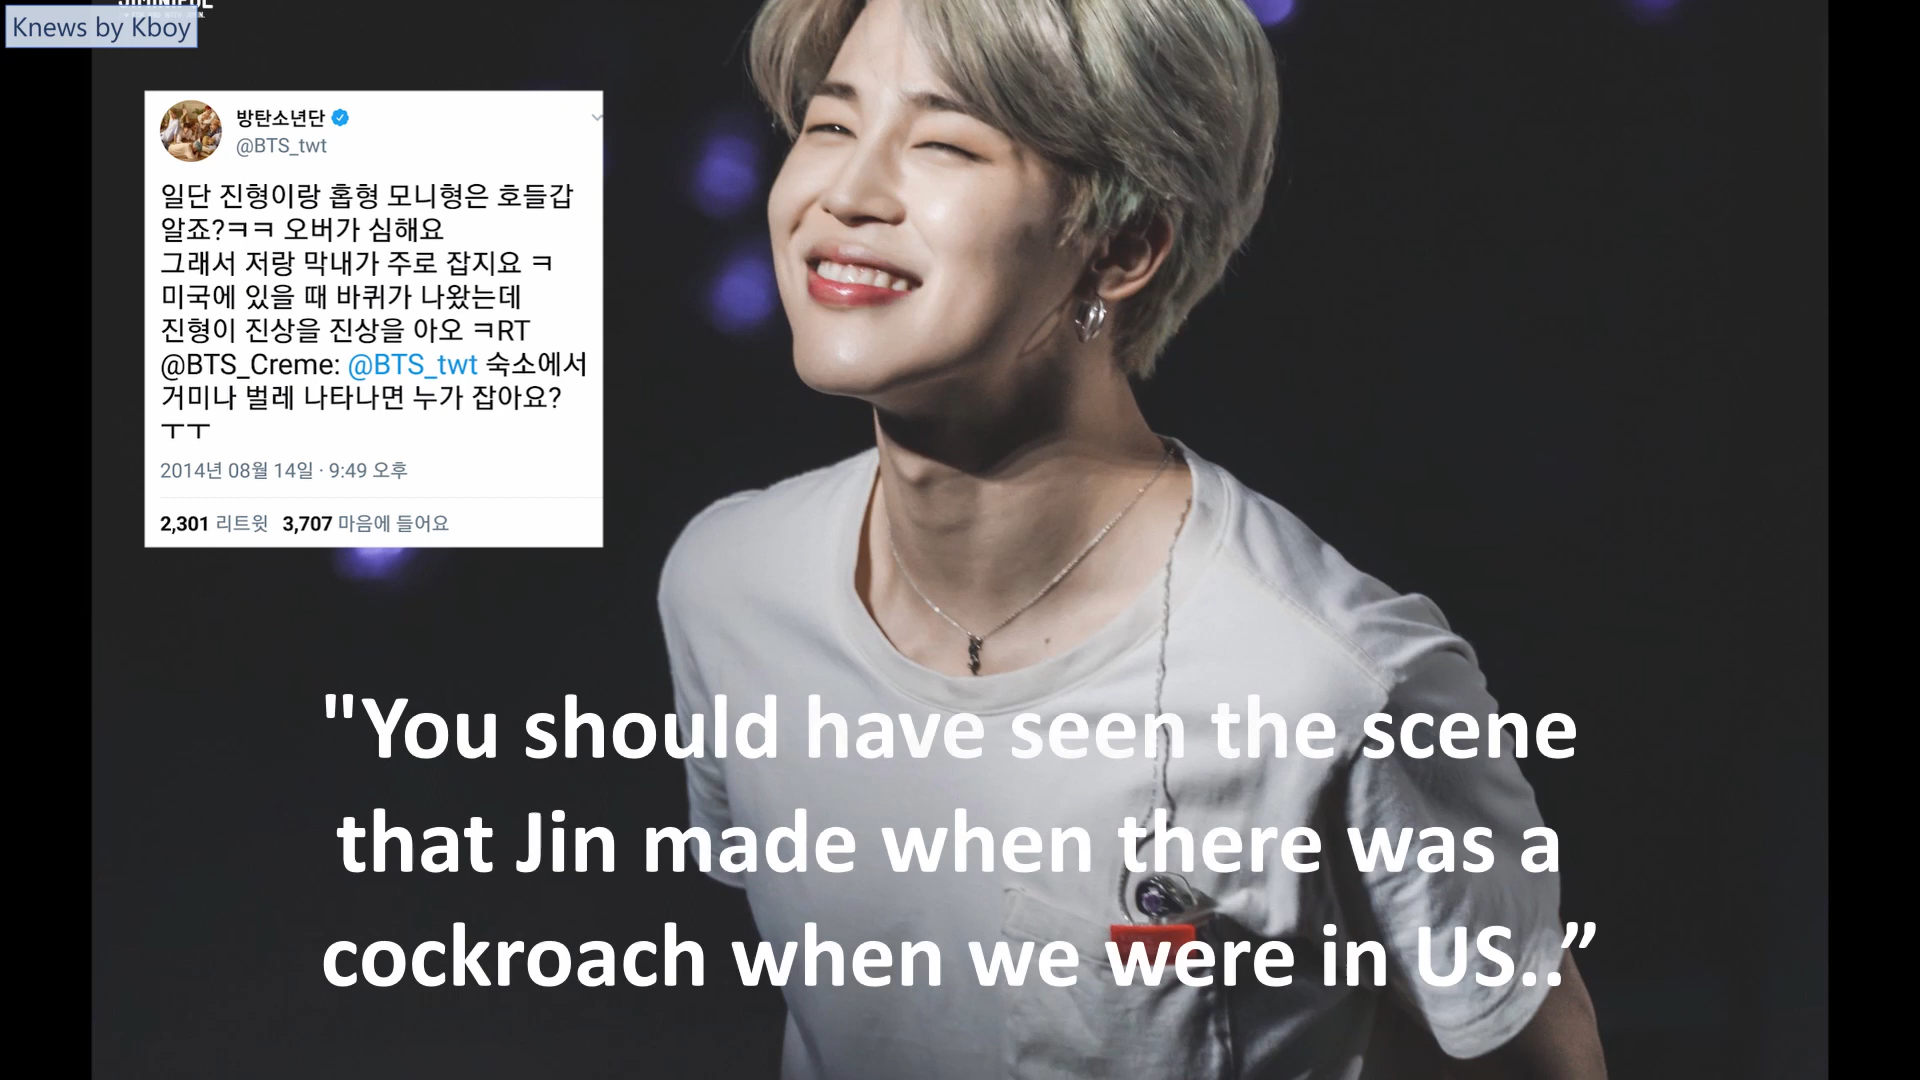 Knews by Kboy
방탄소년단
@BTS_twt
일단 진형이랑 홉형 모니형은 호들갑
알죠?ㅋㅋ 오버가 심해요
그래서 저랑 막내가 주로 잡지요 ㅋ
미국에 있을 때 바퀴가 나왔는데
진형이 진상을 진상을 아오 ㅋRT
@BTS_Creme: @BTS_twt 숙소에서
거미나 벌레 나타나면 누가 잡아요?
ㅜㅜ
2014년 08월 14일 · 9:49 오후
2,301 리트윗 3,707 마음에 들어요
"You should have seen the scene
that Jin made when there was a
cockroach when we were in US..”